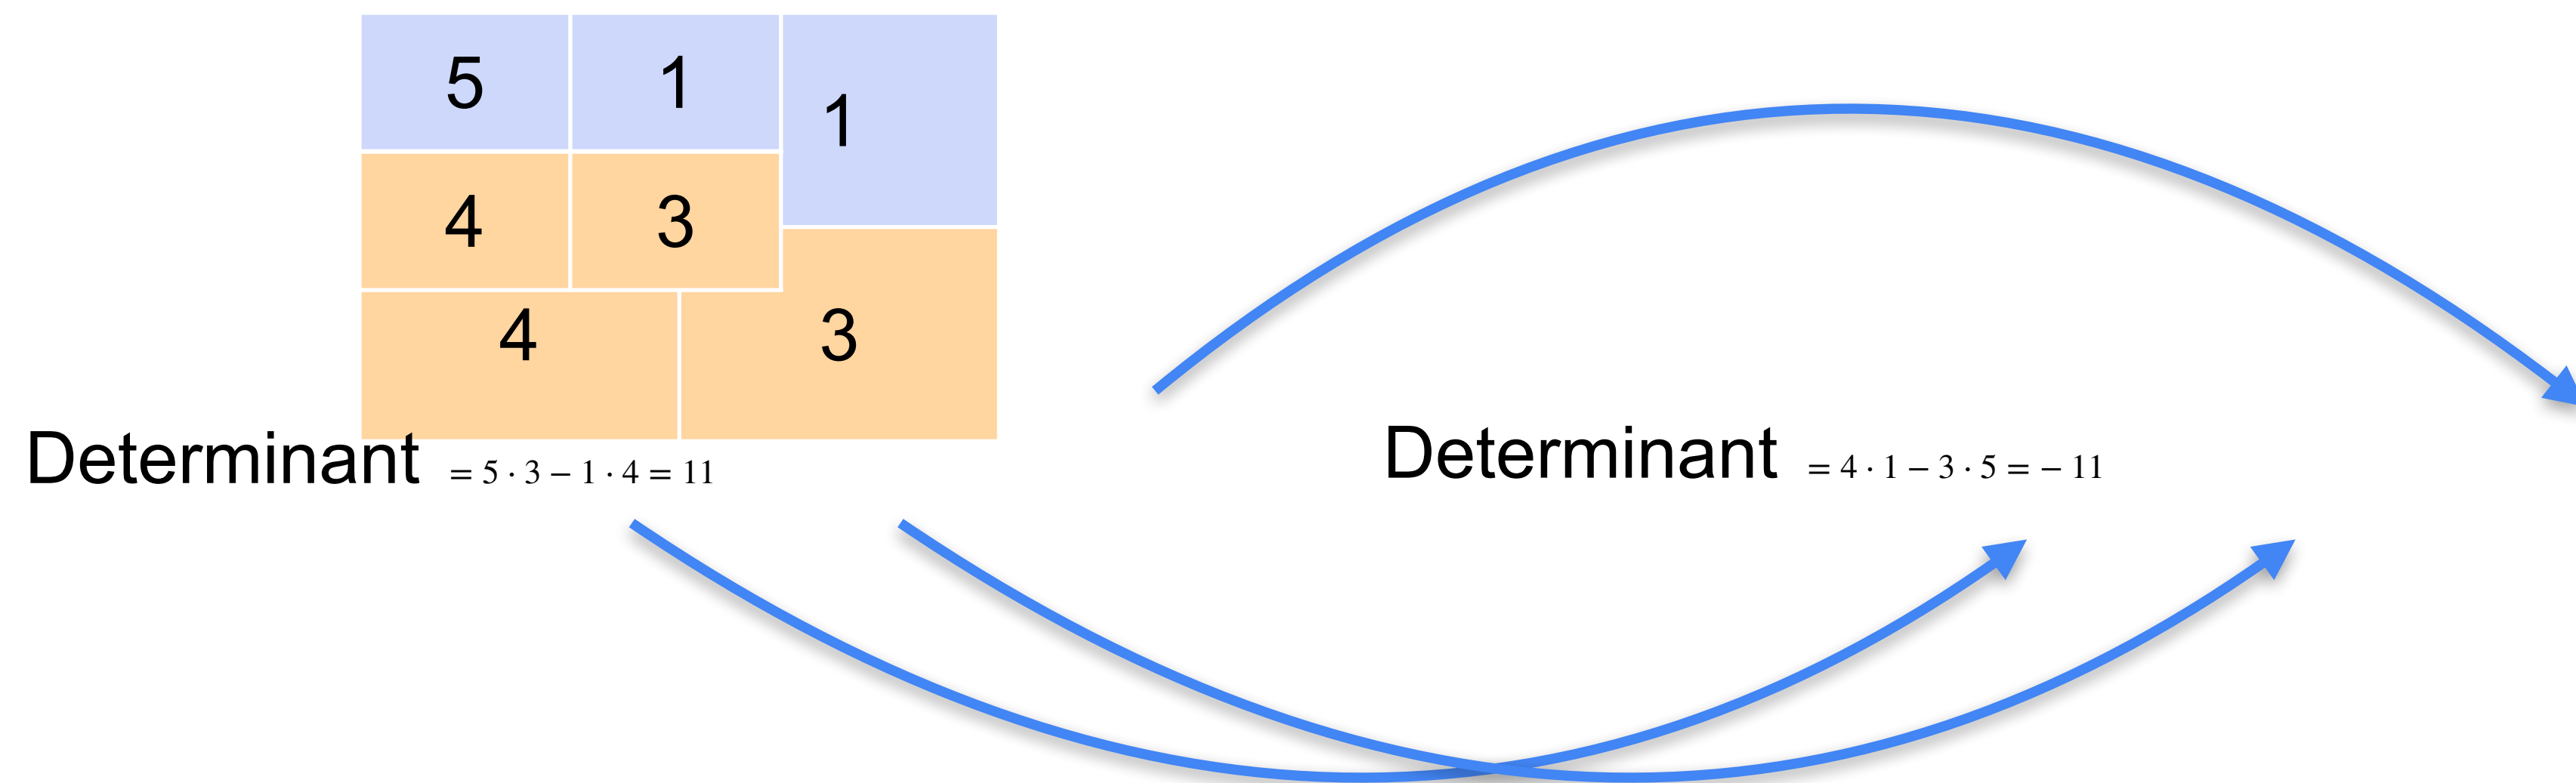 5 1 1
4 3
4 3
Determinant = 5 · 3 − 1 · 4 = 11
Determinant = 4 · 1 − 3 · 5 = − 11